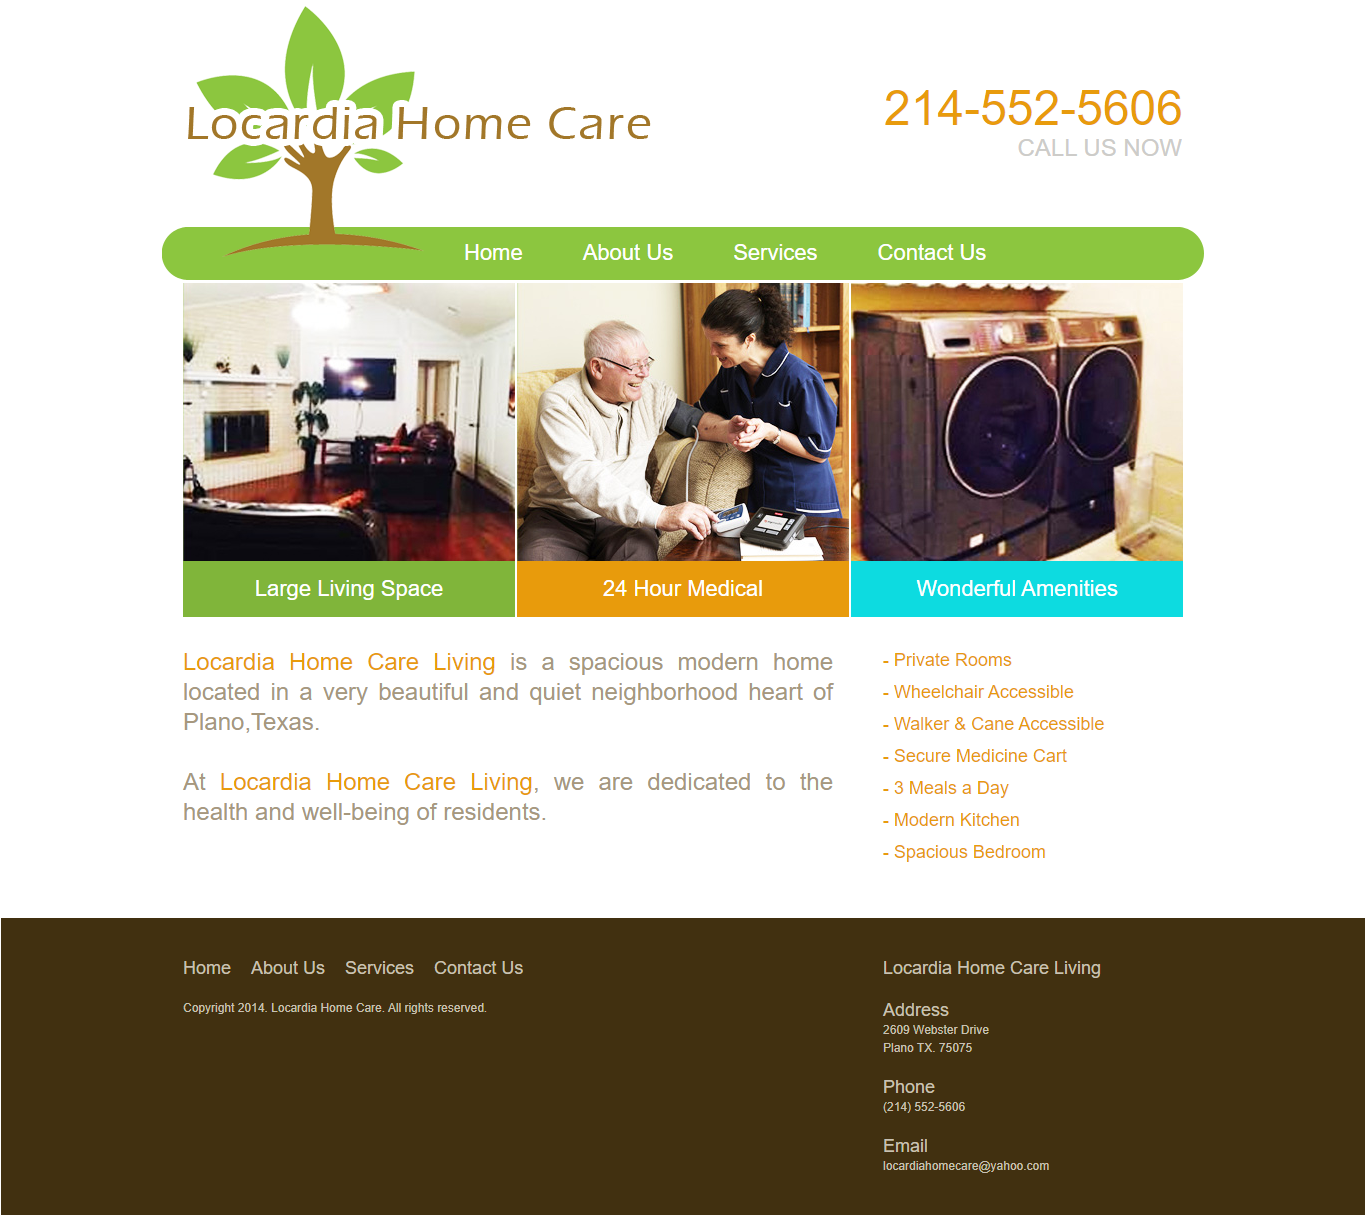 Locardia Home Care
214-552-5606
CALL US NOW
Home About Us Services Contact Us
Large Living Space
24 Hour Medical
Wonderful Amenities
Locardia Home Care Living is a spacious modern home
located in a very beautiful and quiet neighborhood heart of
Plano,Texas.
At Locardia Home Care Living, we are dedicated to the
health and well-being of residents.
- Private Rooms
- Wheelchair Accessible
- Walker & Cane Accessible
- Secure Medicine Cart
- 3 Meals a Day
- Modern Kitchen
- Spacious Bedroom
Home About Us Services Contact Us
Copyright 2014. Locardia Home Care. All rights reserved.
Locardia Home Care Living
Address
2609 Webster Drive
Plano TX. 75075
Phone
(214) 552-5606
Email
locardiahomecare@yahoo.com